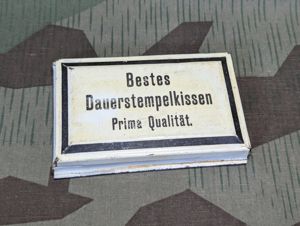 Bestes
Dauerstempelkissen
Prima Qualität.